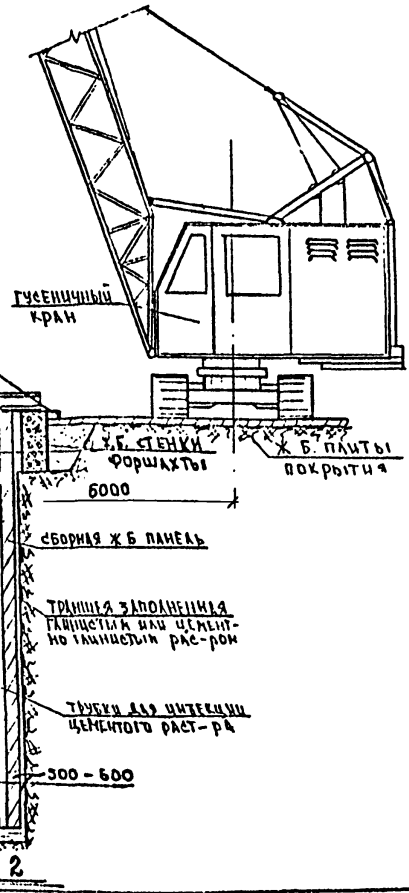 ГУСЕНИЧНЫЙ
КРАН
Ж.Б. СТЕНКИ
ФОРШАХТЫ
Ж Б. ПЛИТЫ
ПОКРЫТИЯ
6000
СБОРНАЯ Ж Б ПАНЕЛЬ
ТРАНШЕЯ ЗАПОЛНЕННАЯ
ГЛИНИСТЫМ ИЛИ ЦЕМЕНТ-
НО ГЛИНИСТЫМ РАС-РОМ
ТРУБКИ ДЛЯ ИНЪЕКЦИИ
ЦЕМЕНТОГО РАСТ-РА
500 - 600
2